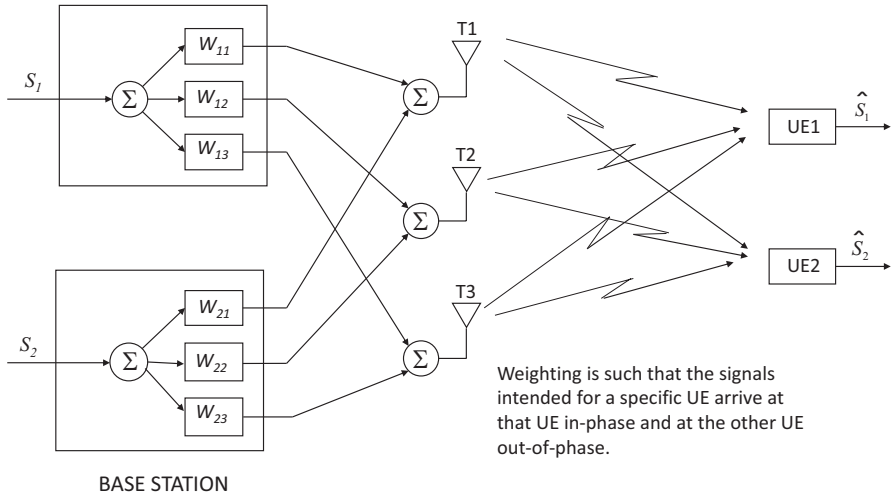 T1
W11
S1
Σ
W12
Σ
Ŝ1
UE1
W13
T2
Σ
Ŝ2
UE2
T3
W21
S2
Σ
W22
Σ
W23
Weighting is such that the signals
intended for a specific UE arrive at
that UE in-phase and at the other UE
out-of-phase.
BASE STATION